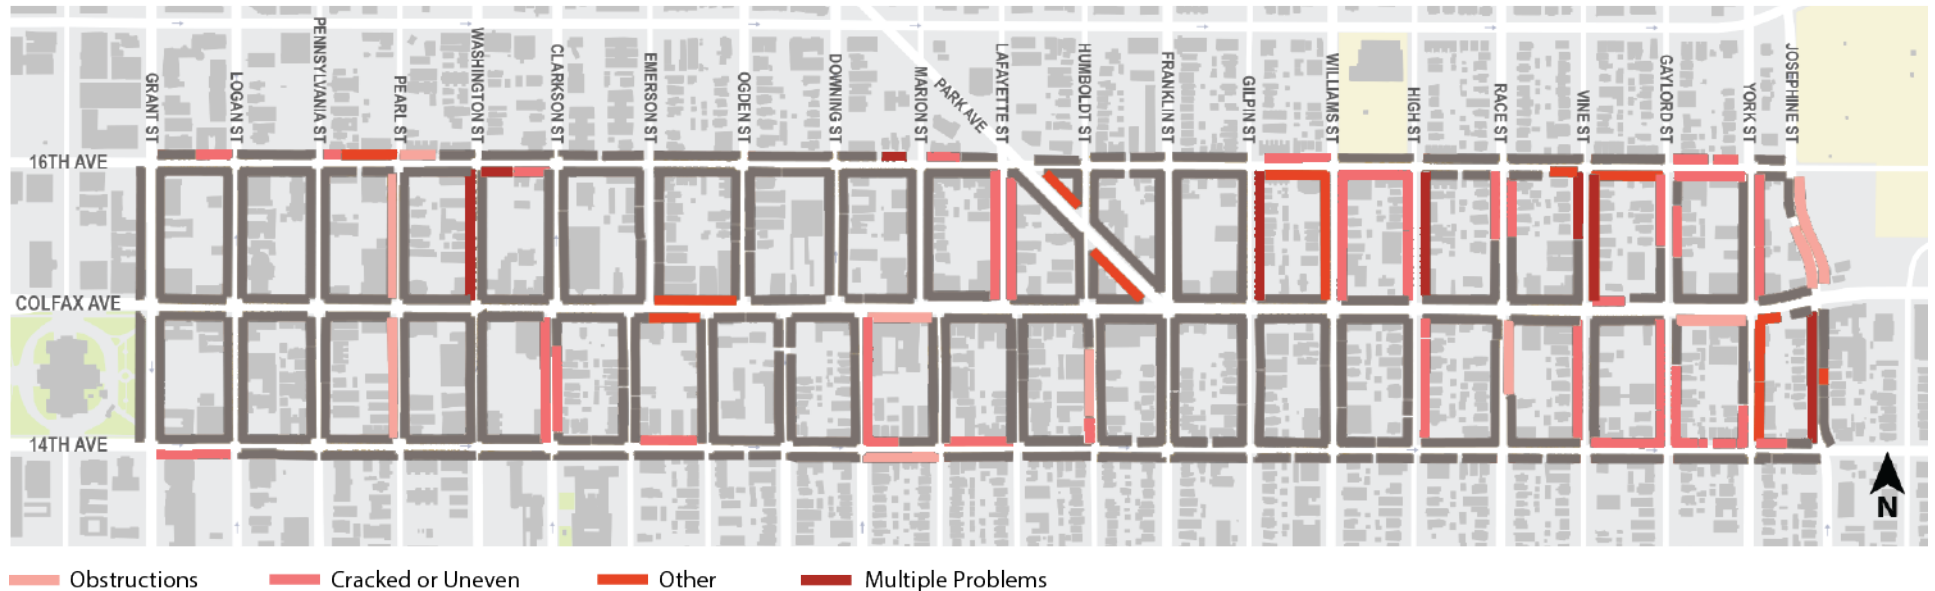 GRANT ST
LOGAN ST
PENNSYLVANIA ST
PEARL ST
WASHINGTON ST
CLARKSON ST
EMERSON ST
OGDEN ST
DOWNING ST
MARION ST
PARK AVE
LAFAYETTE ST
HUMBOLDT ST
FRANKLIN ST
GILPIN ST
WILLIAMS ST
HIGH ST
RACE ST
VINE ST
GAYLORD ST
YORK ST
JOSEPHINE ST
16TH AVE
COLFAX AVE
14TH AVE
N
Obstructions
Cracked or Uneven
Other
Multiple Problems